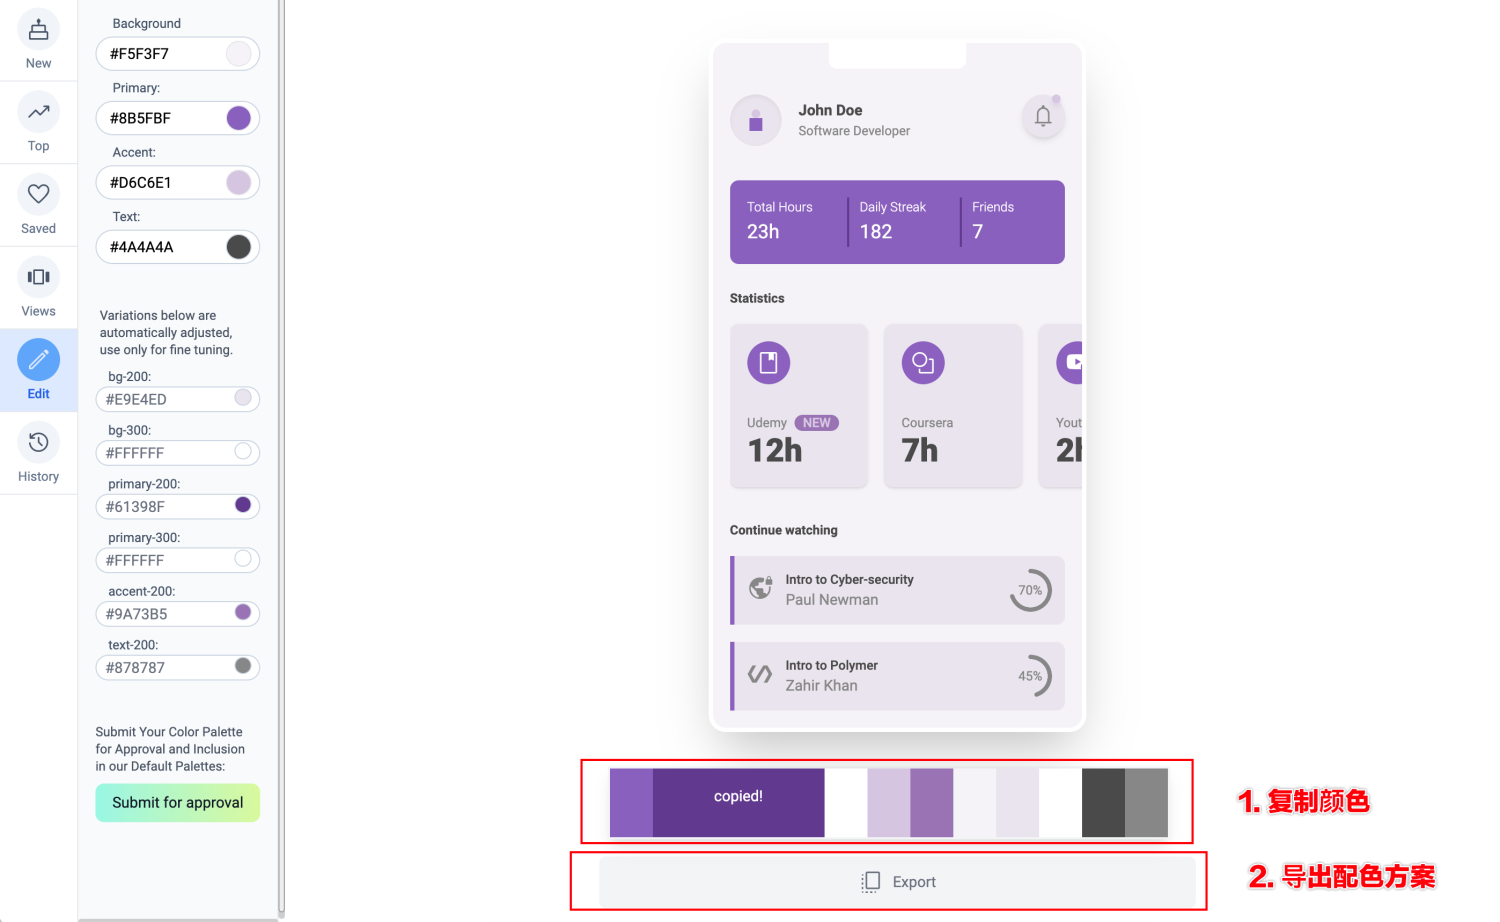 New
Top
Saved
Views
Edit
History
Background
#F5F3F7
Primary:
#8B5FBF
Accent:
#D6C6E1
Text:
#4A4A4A
Variations below are
automatically adjusted,
use only for fine tuning.
bg-200:
#E9E4ED
bg-300:
#FFFFFF
primary-200:
#61398F
primary-300:
#FFFFFF
accent-200:
#9A73B5
text-200:
#878787
Submit Your Color Palette
for Approval and Inclusion
in our Default Palettes:
Submit for approval
John Doe
Software Developer
Total Hours
23h
Daily Streak
182
Friends
7
Statistics
Udemy NEW
12h
Coursera
7h
Yout
2h
Continue watching
Intro to Cyber-security
Paul Newman
70%
Intro to Polymer
Zahir Khan
45%
copied!
1. 复制颜色
Export
2. 导出配色方案